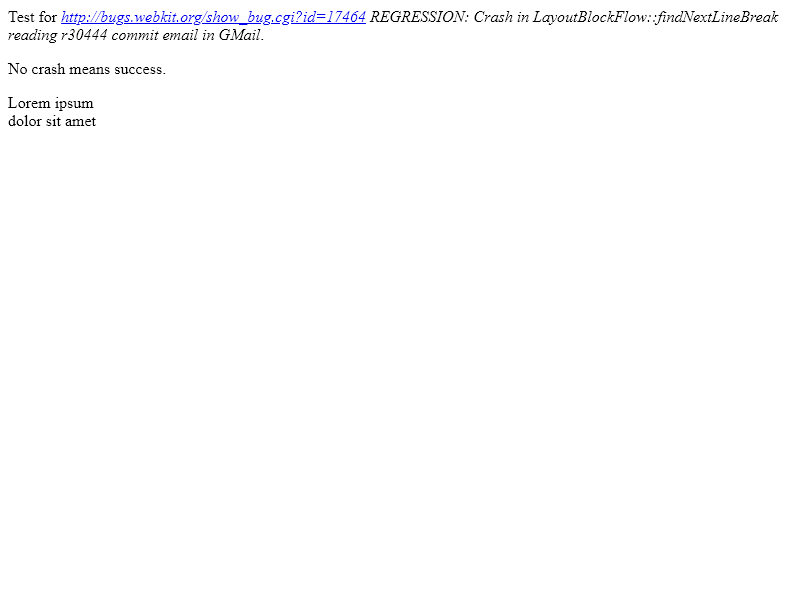 Test for http://bugs.webkit.org/show_bug.cgi?id=17464 REGRESSION: Crash in LayoutBlockFlow::findNextLineBreak
reading r30444 commit email in GMail.
No crash means success.
Lorem ipsum
dolor sit amet